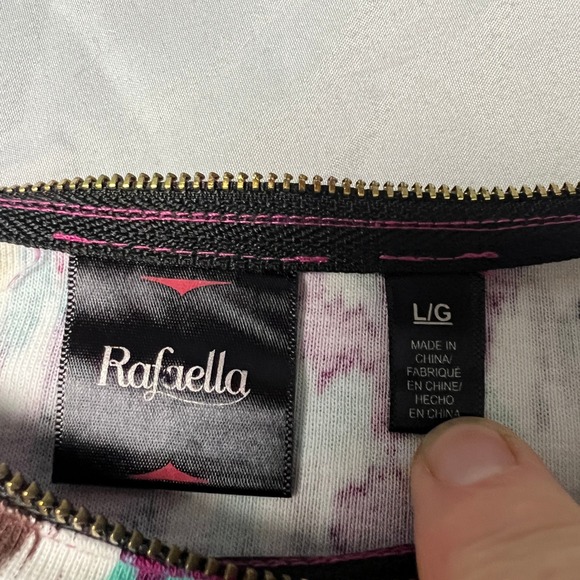 Rafaella
L/G
MADE IN
CHINA/
FABRIQUÉ
EN CHINE/
HECHO
EN CHINA